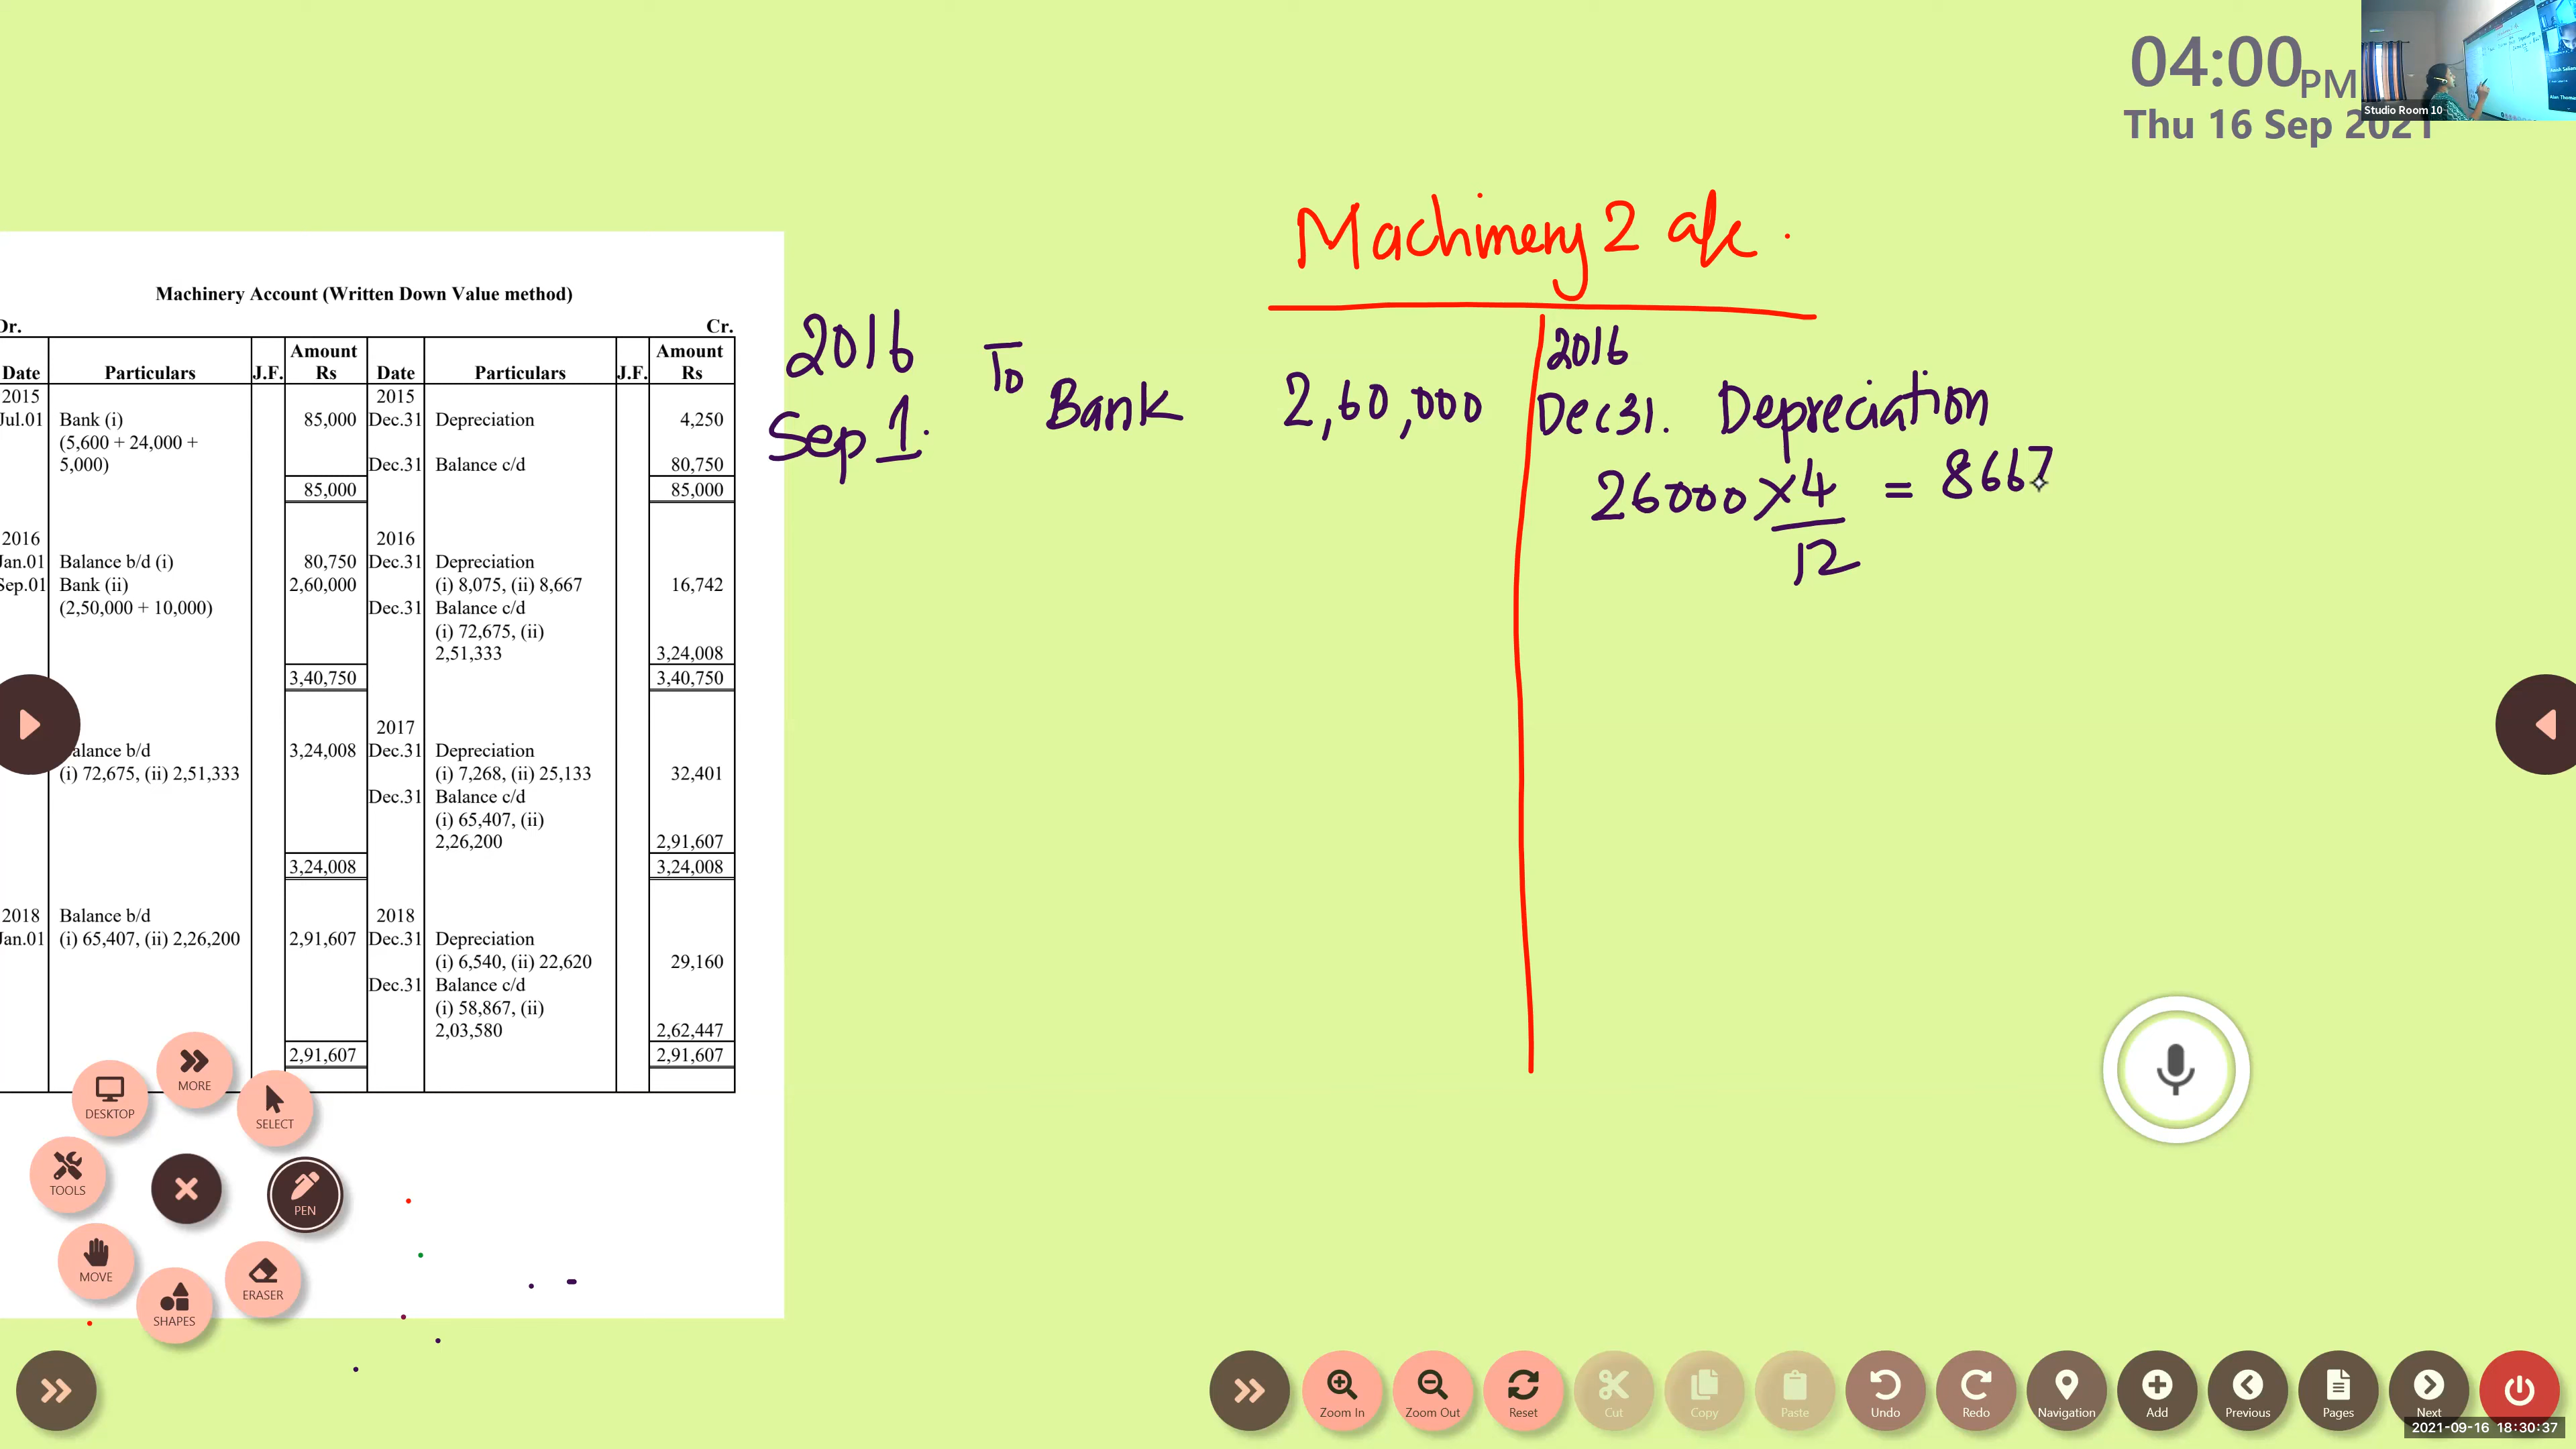 04:00PM
Thu 16 Sep 2021
Studio Room 10
Machinery 2 a/c.
2016 To Bank 2,60,000
Sep 1.
2016
Dec 31. Depreciation
26000 × 4 = 8667
12
Machinery Account (Written Down Value method)
Dr. Cr.
Date Particulars J.F. Amount Rs Date Particulars J.F. Amount Rs
2015 2015
Jul.01 Bank (i) 85,000 Dec.31 Depreciation 4,250
(5,600 + 24,000 +
5,000) Dec.31 Balance c/d 80,750
85,000 85,000
2016 2016
Jan.01 Balance b/d (i) 80,750 Dec.31 Depreciation
Sep.01 Bank (ii) 2,60,000 (i) 8,075, (ii) 8,667 16,742
(2,50,000 + 10,000) Dec.31 Balance c/d
(i) 72,675, (ii)
2,51,333 3,24,008
3,40,750 3,40,750
2017
alance b/d 3,24,008 Dec.31 Depreciation
(i) 72,675, (ii) 2,51,333 (i) 7,268, (ii) 25,133 32,401
Dec.31 Balance c/d
(i) 65,407, (ii)
2,26,200 2,91,607
3,24,008 3,24,008
2018 Balance b/d 2018
Jan.01 (i) 65,407, (ii) 2,26,200 2,91,607 Dec.31 Depreciation
(i) 6,540, (ii) 22,620 29,160
Dec.31 Balance c/d
(i) 58,867, (ii)
2,03,580 2,62,447
2,91,607 2,91,607
MORE
DESKTOP
SELECT
TOOLS
PEN
MOVE
ERASER
SHAPES
Zoom In Zoom Out Reset Cut Copy Paste Undo Redo Navigation Add Previous Pages Next
2021-09-16 18:30:37